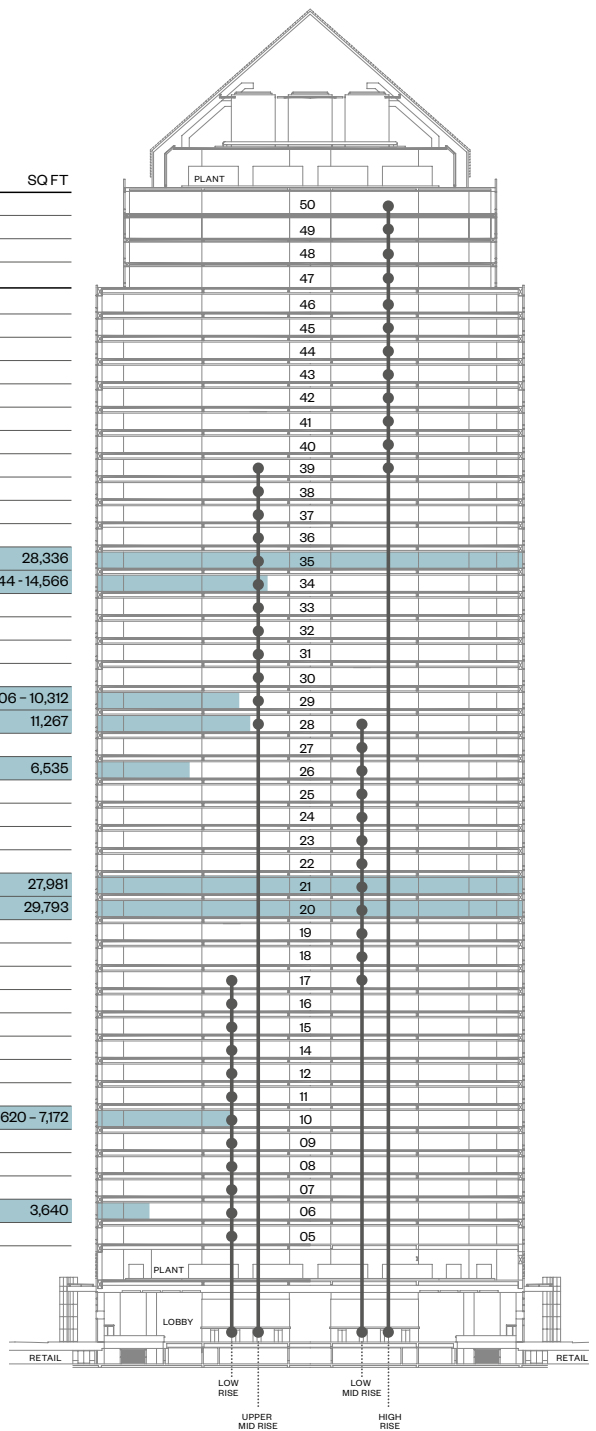 SQ FT
PLANT
50
49
48
47
46
45
44
43
42
41
40
39
38
37
36
28,336 35
44 - 14,566 34
33
32
31
30
06 – 10,312 29
11,267 28
27
6,535 26
25
24
23
22
27,981 21
29,793 20
19
18
17
16
15
14
12
11
620 – 7,172 10
09
08
07
3,640 06
05
PLANT
LOBBY
RETAIL
RETAIL
LOW
RISE
UPPER
MID RISE
LOW
MID RISE
HIGH
RISE